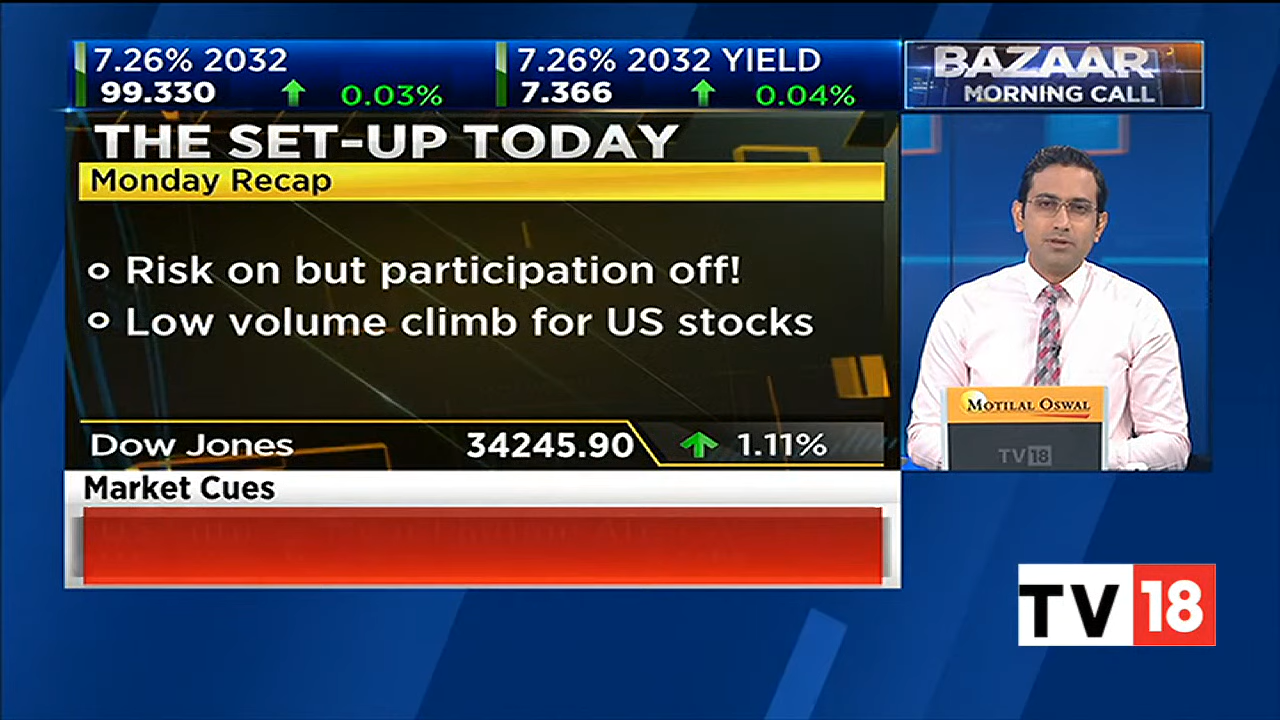 7.26% 2032
99.330 0.03%
7.26% 2032 YIELD
7.366 0.04%
BAZAAR
MORNING CALL
THE SET-UP TODAY
Monday Recap
Risk on but participation off!
Low volume climb for US stocks
Dow Jones 34245.90 1.11%
Market Cues
MOTILAL OSWAL
TV18
TV18